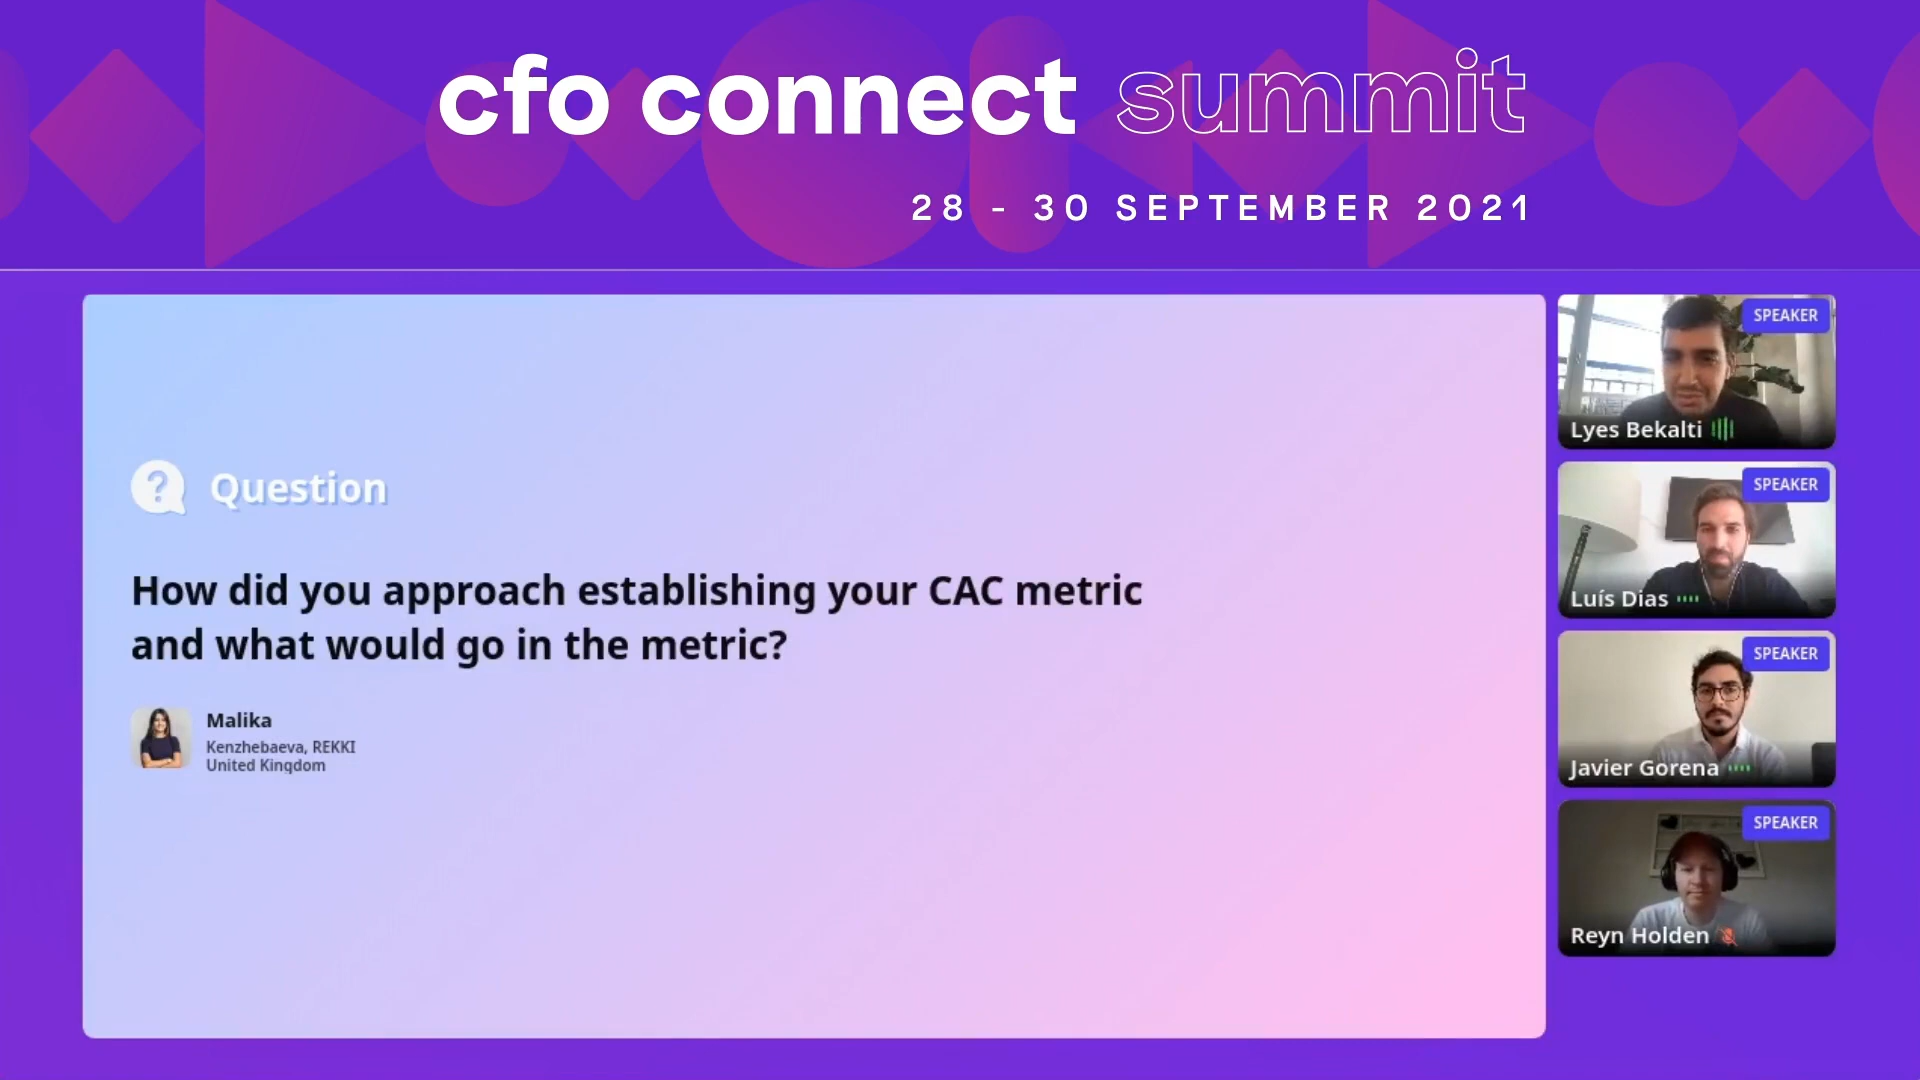 cfo connect summit
28 - 30 SEPTEMBER 2021
Question
How did you approach establishing your CAC metric
and what would go in the metric?
Malika
Kenzhebaeva, REKKI
United Kingdom
SPEAKER
Lyes Bekalti
SPEAKER
Luís Dias
SPEAKER
Javier Gorena
SPEAKER
Reyn Holden